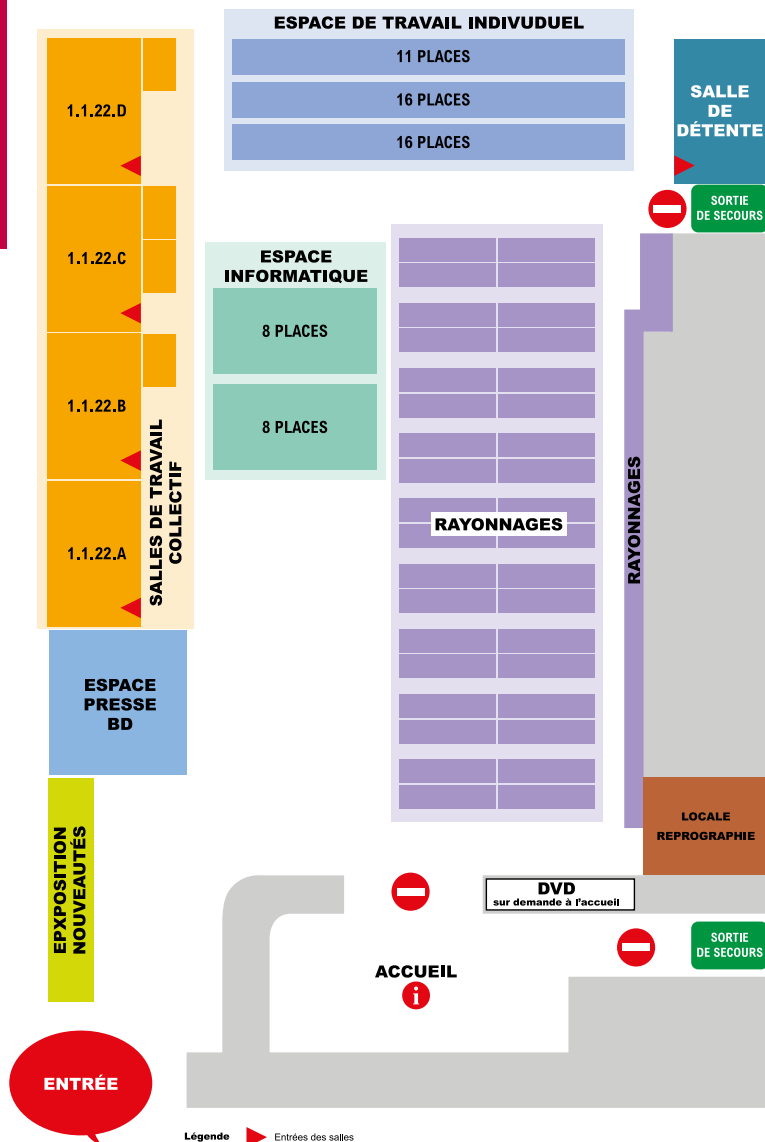 ESPACE DE TRAVAIL INDIVUDUEL
11 PLACES
16 PLACES
16 PLACES
SALLE
DE
DÉTENTE
SORTIE
DE SECOURS
1.1.22.D
1.1.22.C
1.1.22.B
1.1.22.A
SALLES DE TRAVAIL
COLLECTIF
ESPACE
INFORMATIQUE
8 PLACES
8 PLACES
RAYONNAGES
RAYONNAGES
ESPACE
PRESSE
BD
EPXPOSITION
NOUVEAUTÉS
LOCALE
REPROGRAPHIE
DVD
sur demande à l'accueil
SORTIE
DE SECOURS
ACCUEIL
i
ENTRÉE
Légende Entrées des salles